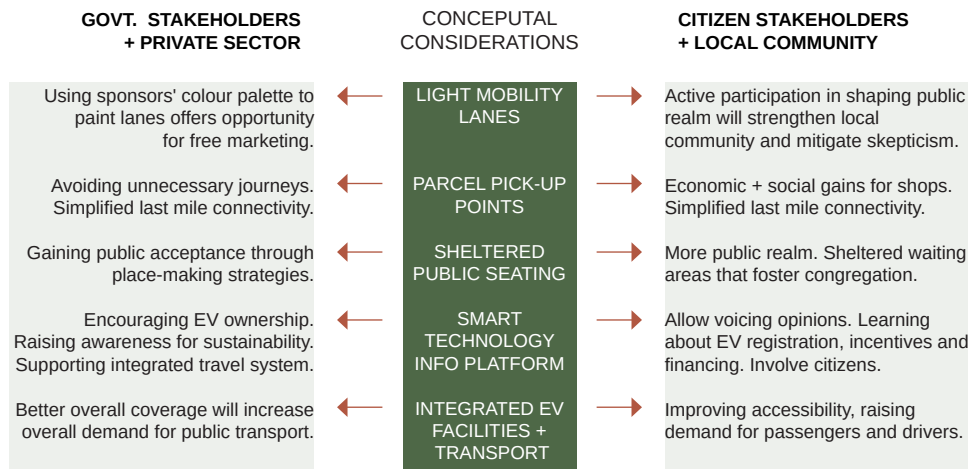 GOVT. STAKEHOLDERS
+ PRIVATE SECTOR
CONCEPUTAL
CONSIDERATIONS
CITIZEN STAKEHOLDERS
+ LOCAL COMMUNITY
Using sponsors' colour palette to
paint lanes offers opportunity
for free marketing.
LIGHT MOBILITY
LANES
Active participation in shaping public
realm will strengthen local
community and mitigate skepticism.
Avoiding unnecessary journeys.
Simplified last mile connectivity.
PARCEL PICK-UP
POINTS
Economic + social gains for shops.
Simplified last mile connectivity.
Gaining public acceptance through
place-making strategies.
SHELTERED
PUBLIC SEATING
More public realm. Sheltered waiting
areas that foster congregation.
Encouraging EV ownership.
Raising awareness for sustainability.
Supporting integrated travel system.
SMART
TECHNOLOGY
INFO PLATFORM
Allow voicing opinions. Learning
about EV registration, incentives and
financing. Involve citizens.
Better overall coverage will increase
overall demand for public transport.
INTEGRATED EV
FACILITIES +
TRANSPORT
Improving accessibility, raising
demand for passengers and drivers.